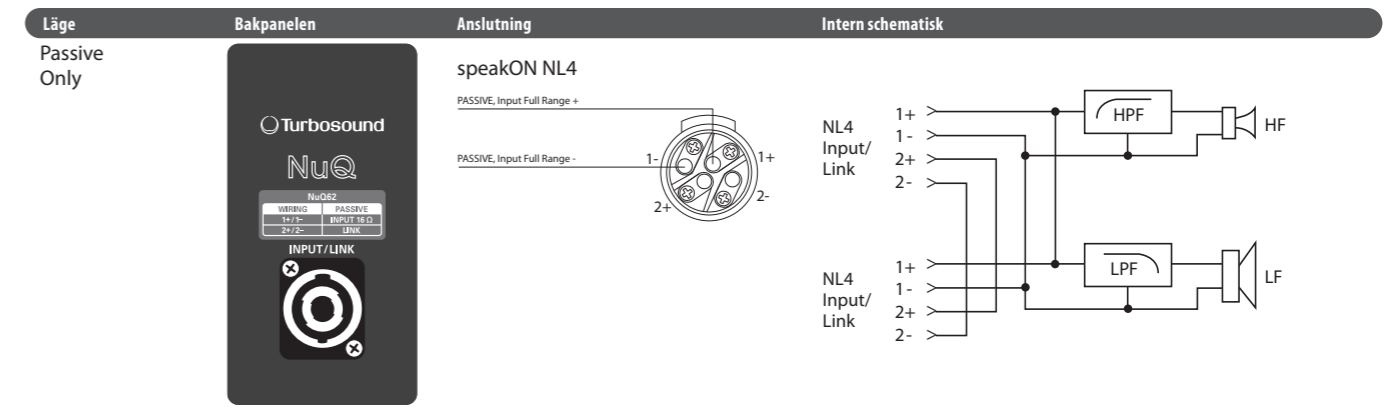 Läge Bakpanelen Anslutning Intern schematisk
Passive
Only
Turbosound
NuQ
NuQ62
WIRING PASSIVE
1+/1– INPUT 16 Ω
2+/2– LINK
INPUT/LINK
speakON NL4
PASSIVE, Input Full Range +
PASSIVE, Input Full Range -
1-
1+
2+
2-
NL4
Input/
Link
1+
1-
2+
2-
HPF
HF
NL4
Input/
Link
1+
1-
2+
2-
LPF
LF